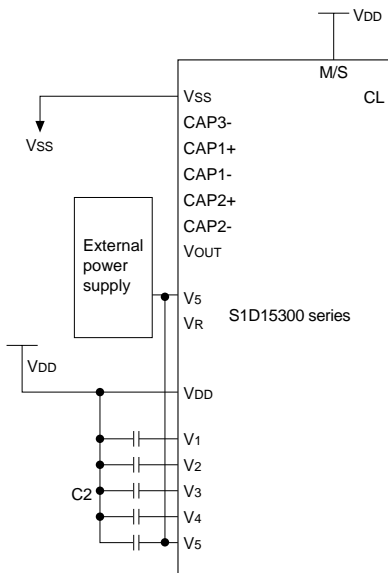 VDD
M/S
VSS
CL
CAP3-
VSS
CAP1+
CAP1-
CAP2+
CAP2-
VOUT
External
power
supply
V5
VR
S1D15300 series
VDD
VDD
V1
V2
C2
V3
V4
V5